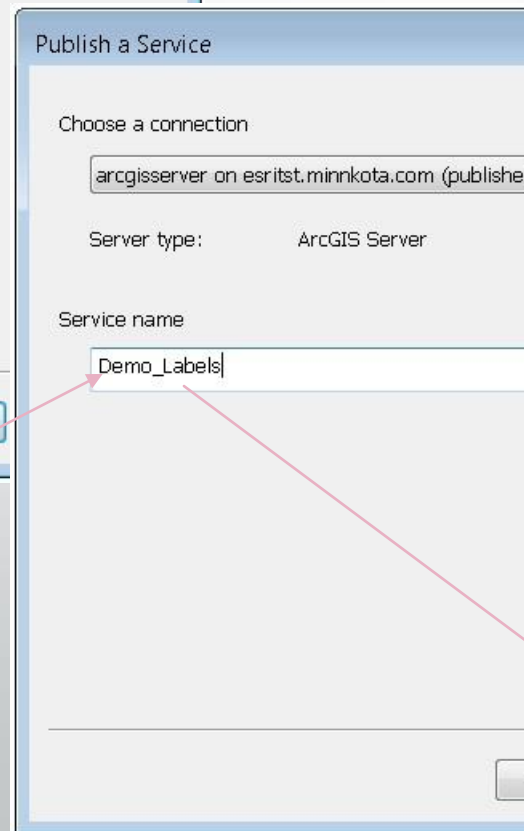 Publish a Service
Choose a connection
arcgisserver on esritst.minnkota.com (publishe
Server type: ArcGIS Server
Service name
Demo_Labels